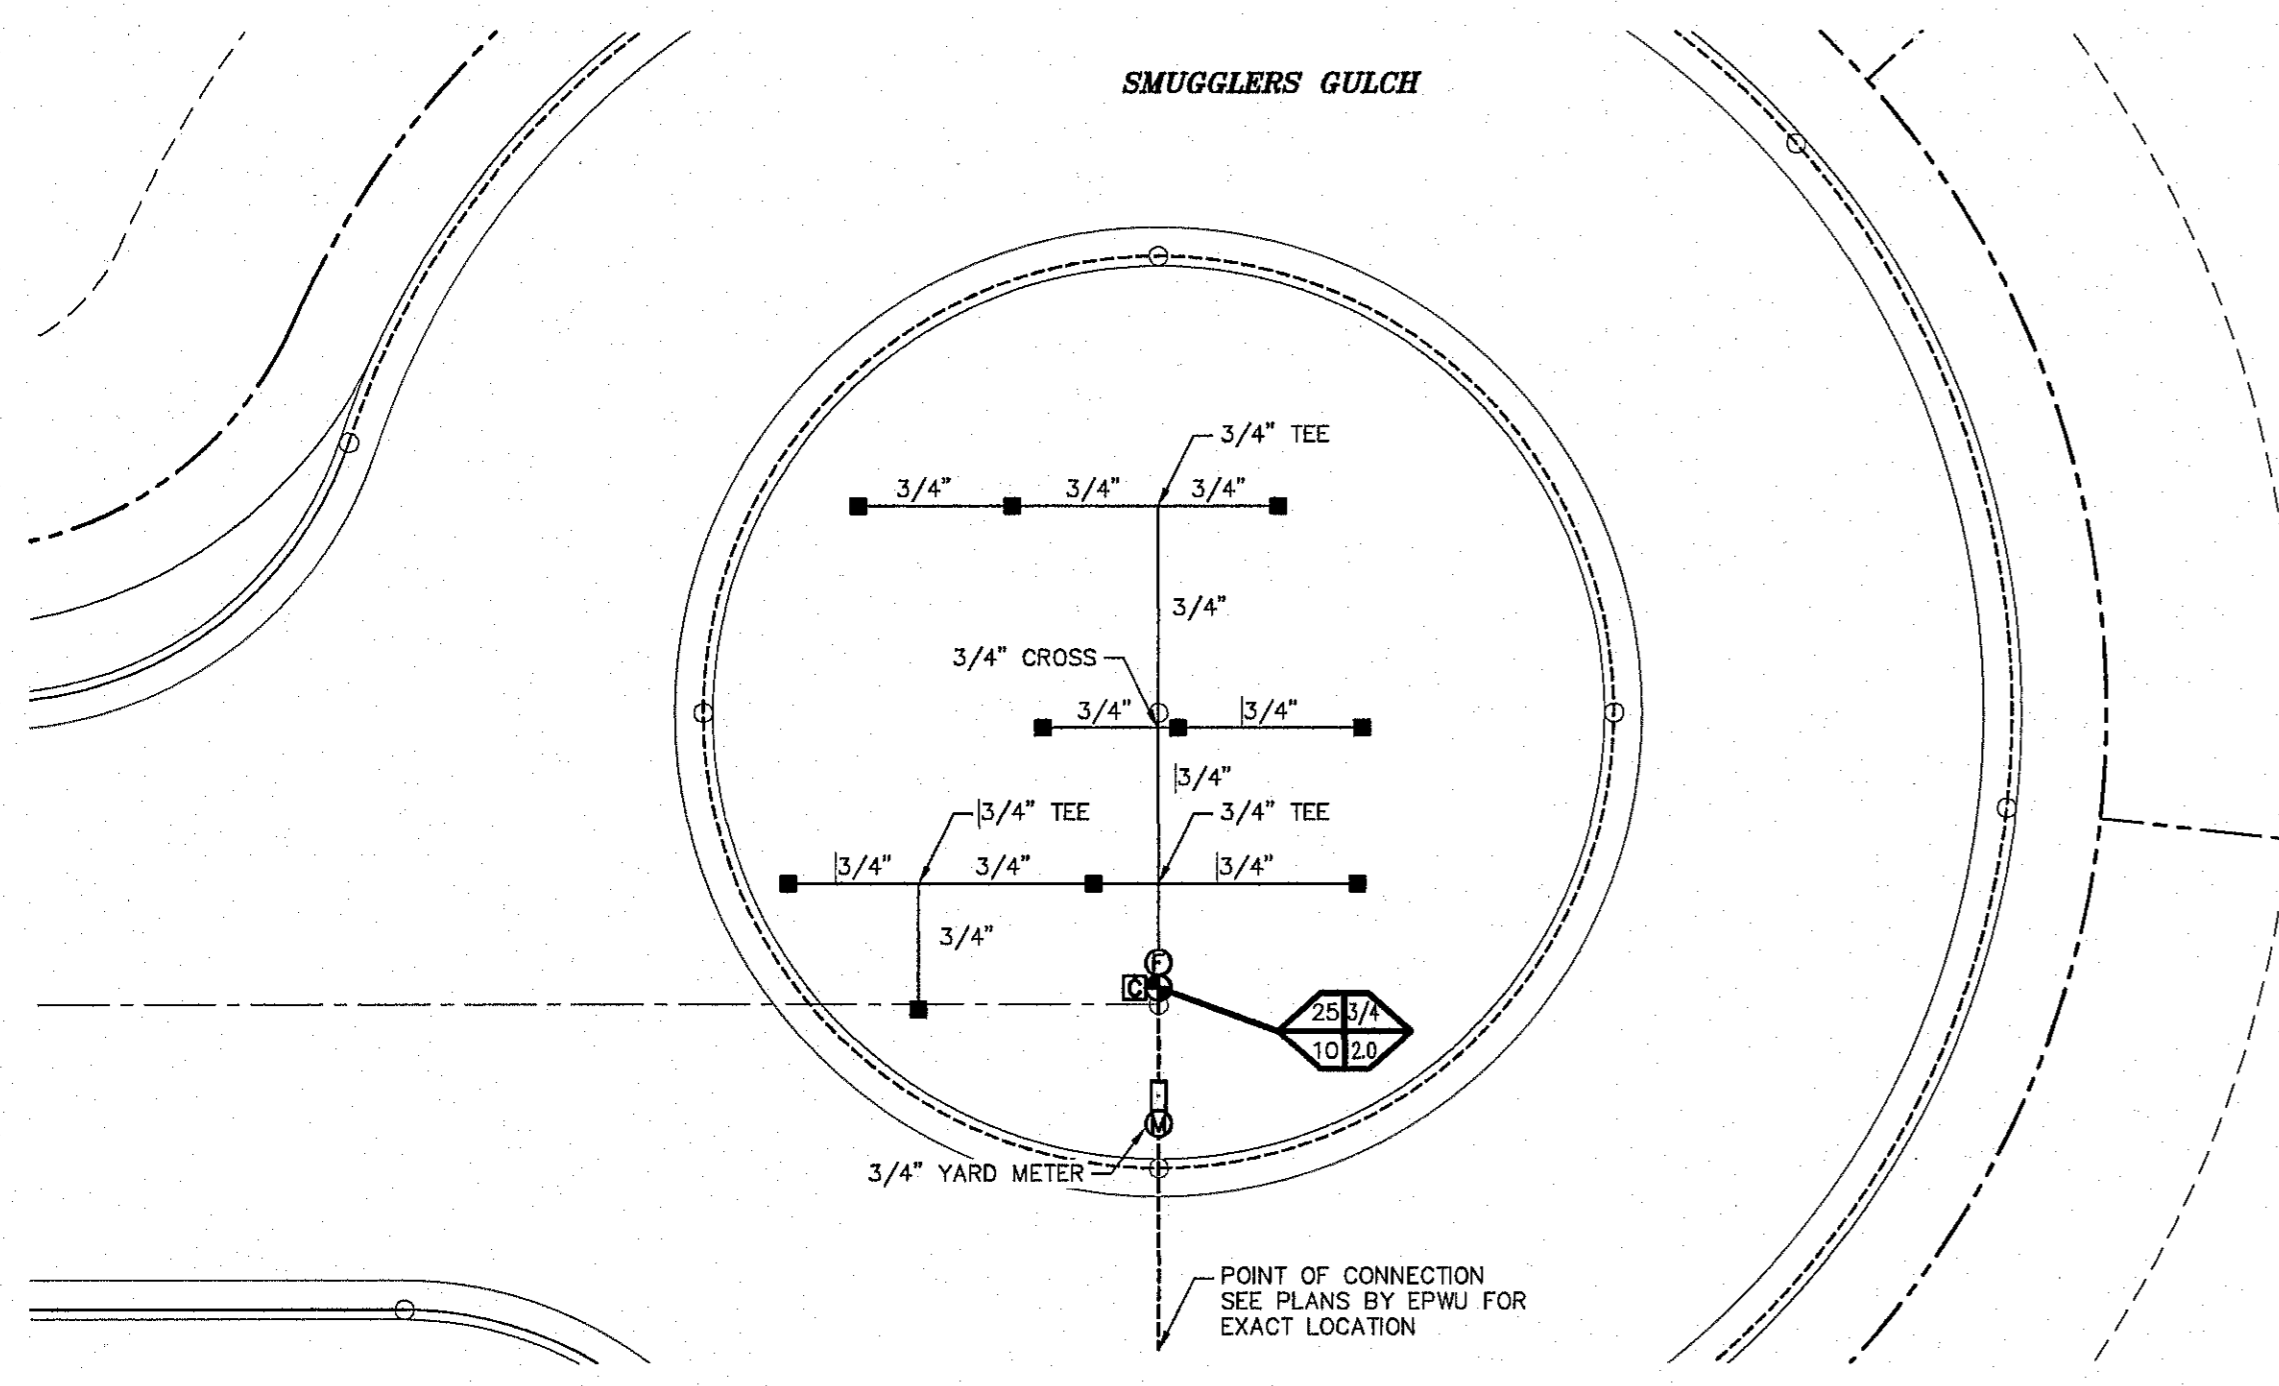 SMUGGLERS GULCH
3/4" TEE
3/4" 3/4" 3/4"
3/4"
3/4" CROSS
3/4" 3/4"
3/4"
3/4" TEE 3/4" TEE
3/4" 3/4" 3/4"
3/4"
F
C
25 3/4
10 2.0
M
3/4" YARD METER
POINT OF CONNECTION
SEE PLANS BY EPWU FOR
EXACT LOCATION